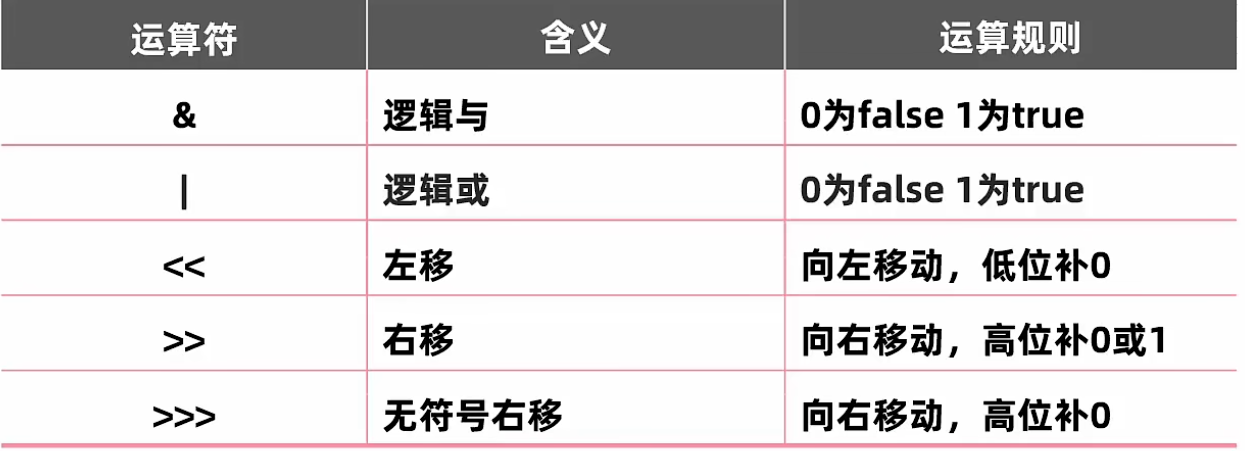 运算符 含义 运算规则
& 逻辑与 0为false 1为true
| 逻辑或 0为false 1为true
<< 左移 向左移动，低位补0
>> 右移 向右移动，高位补0或1
>>> 无符号右移 向右移动，高位补0